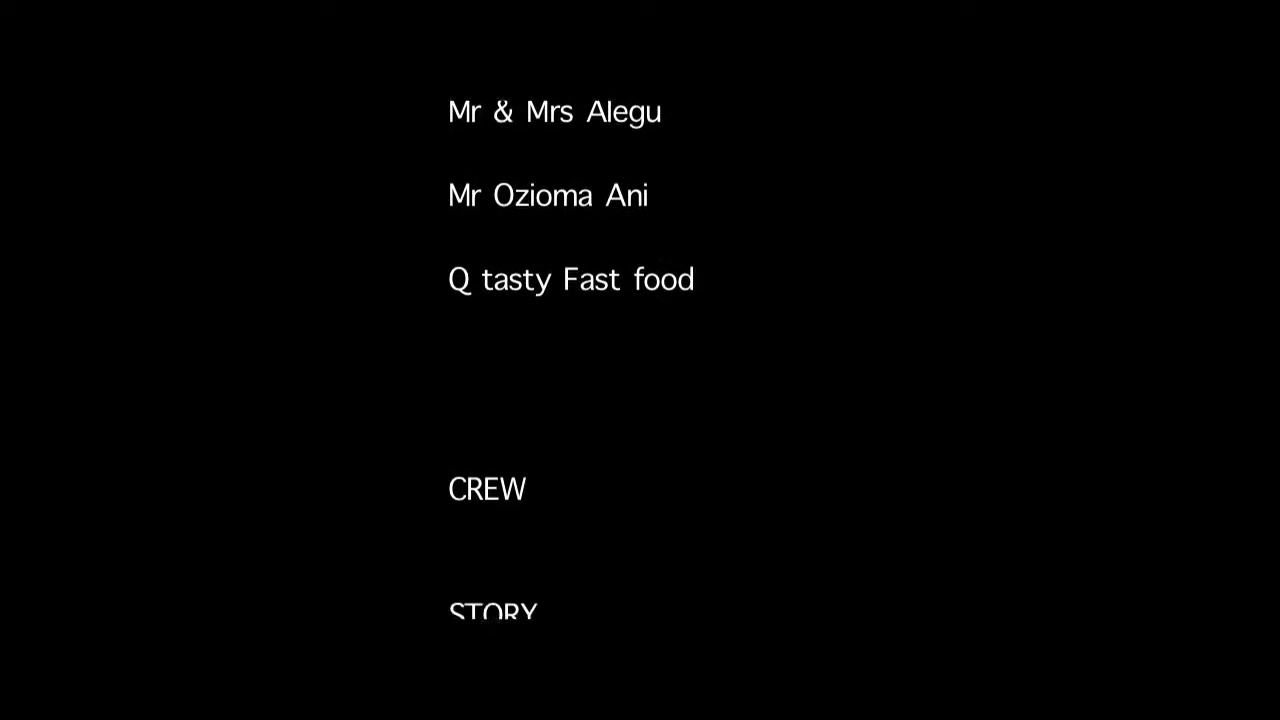 Mr & Mrs Alegu
Mr Ozioma Ani
Q tasty Fast food
CREW
STORY